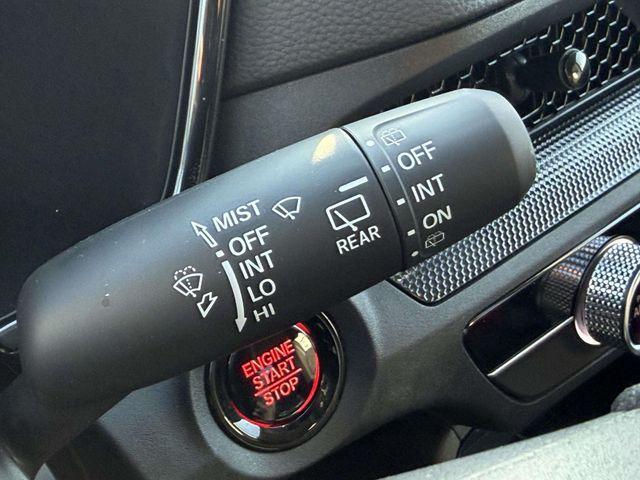 MIST
OFF
INT
LO
HI
REAR
OFF
INT
ON
ENGINE
START
STOP